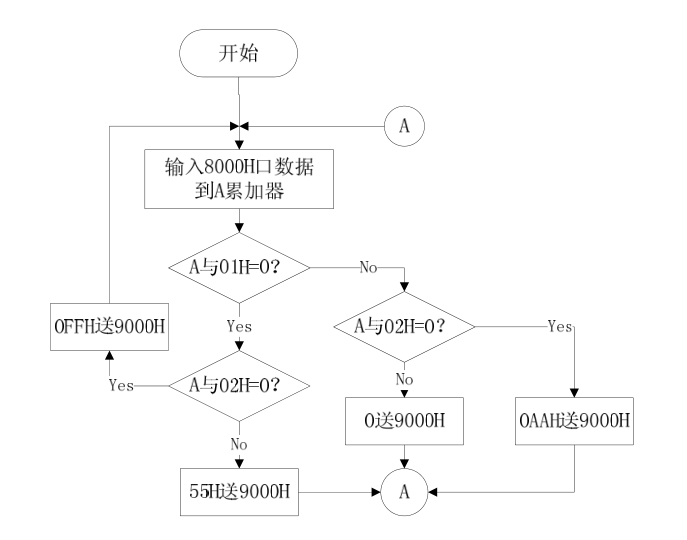 开始
A
输入8000H口数据
到A累加器
A与01H=0?
No
0FFH送9000H
Yes
A与02H=0?
Yes
Yes
A与02H=0?
No
0送9000H
0AAH送9000H
No
55H送9000H
A